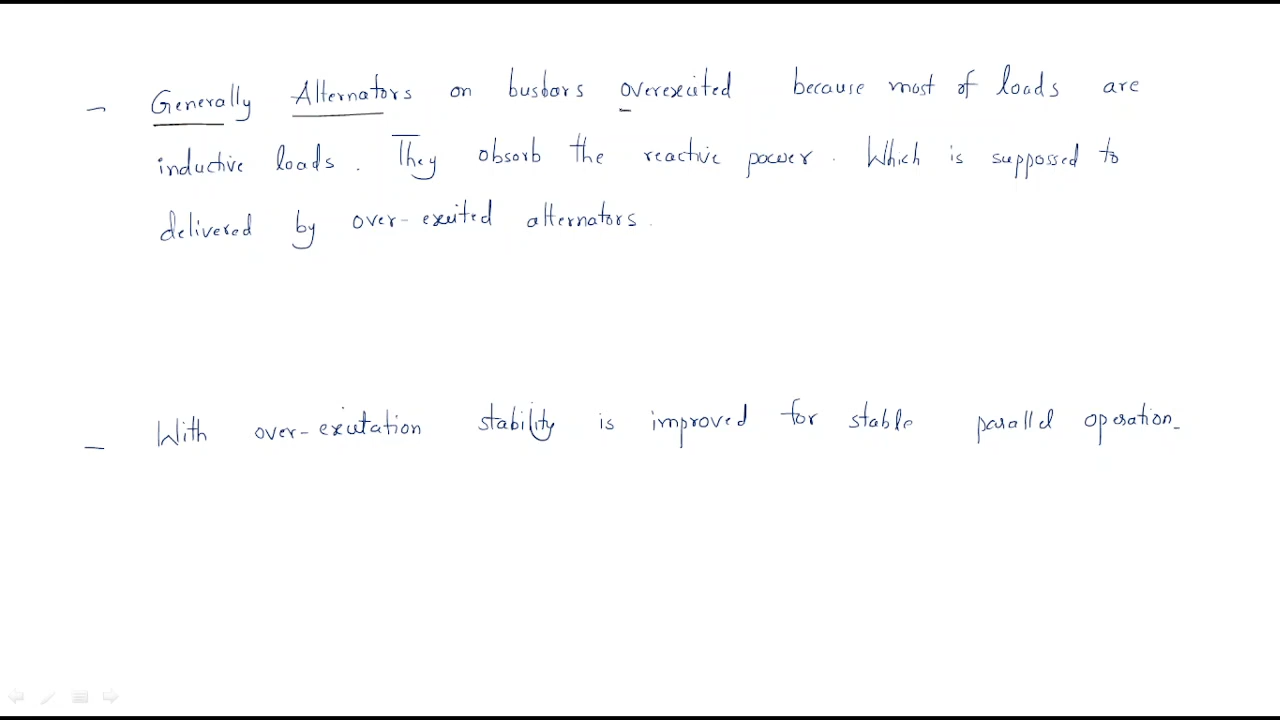 - Generally Alternators on busbars overexcited because most of loads are
inductive loads. They absorb the reactive power. Which is supposed to
delivered by over-excited alternators.
- With over-excitation stability is improved for stable parallel operation-